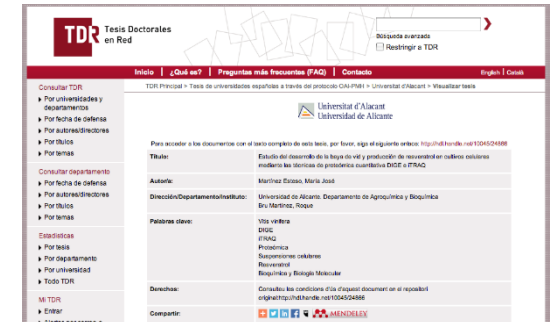 TDR Tesis Doctorales
en Red
Búsqueda avanzada
Restringir a TDR
Inicio | ¿Qué es? | Preguntas más frecuentes (FAQ) | Contacto
English | Català
TDR Principal > Tesis de universidades españolas a través del protocolo OAI-PMH > Universitat d'Alacant > Visualizar tesis
Consultar TDR
Por universidades y
departamentos
Por fecha de defensa
Por autores/directores
Por títulos
Por temas
Consultar departamento
Por fecha de defensa
Por autores/directores
Por títulos
Por temas
Estadísticas
Por tesis
Por departamento
Por universidad
Todo TDR
Mi TDR
Entrar
Universitat d'Alacant
Universidad de Alicante
Para acceder a los documentos con el texto completo de esta tesis, por favor, siga el siguiente enlace: http://hdl.handle.net/10045/24886
Título: Estudio del desarrollo de la baya de vid y producción de resveratrol en cultivos celulares
mediante las técnicas de proteómica cuantitativa DIGE e iTRAQ
Autor/a: Martínez Esteso, María José
Dirección/Departamento/Instituto: Universidad de Alicante. Departamento de Agroquímica y Bioquímica
Bru Martínez, Roque
Palabras clave: Vitis vinifera
DIGE
iTRAQ
Proteómica
Suspensiones celulares
Resveratrol
Bioquímica y Biología Molecular
Derechos: Consulteu les condicions d'ús d'aquest document en el repositori
original:http://hdl.handle.net/10045/24886
Compartir: MENDELEY